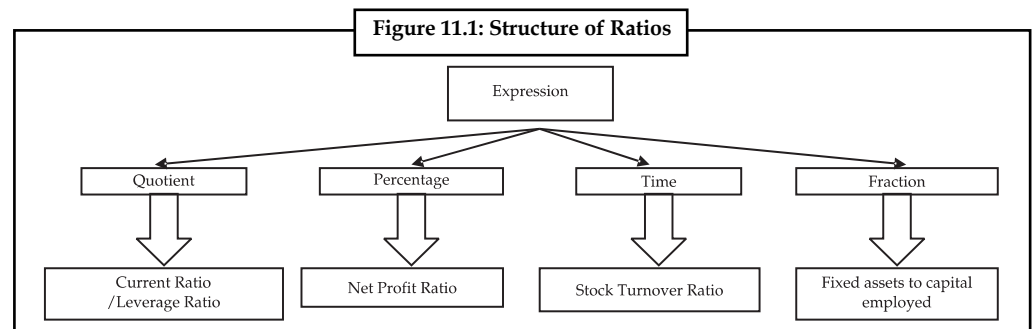 Figure 11.1: Structure of Ratios
Expression
Quotient
Percentage
Time
Fraction
Current Ratio
/Leverage Ratio
Net Profit Ratio
Stock Turnover Ratio
Fixed assets to capital
employed